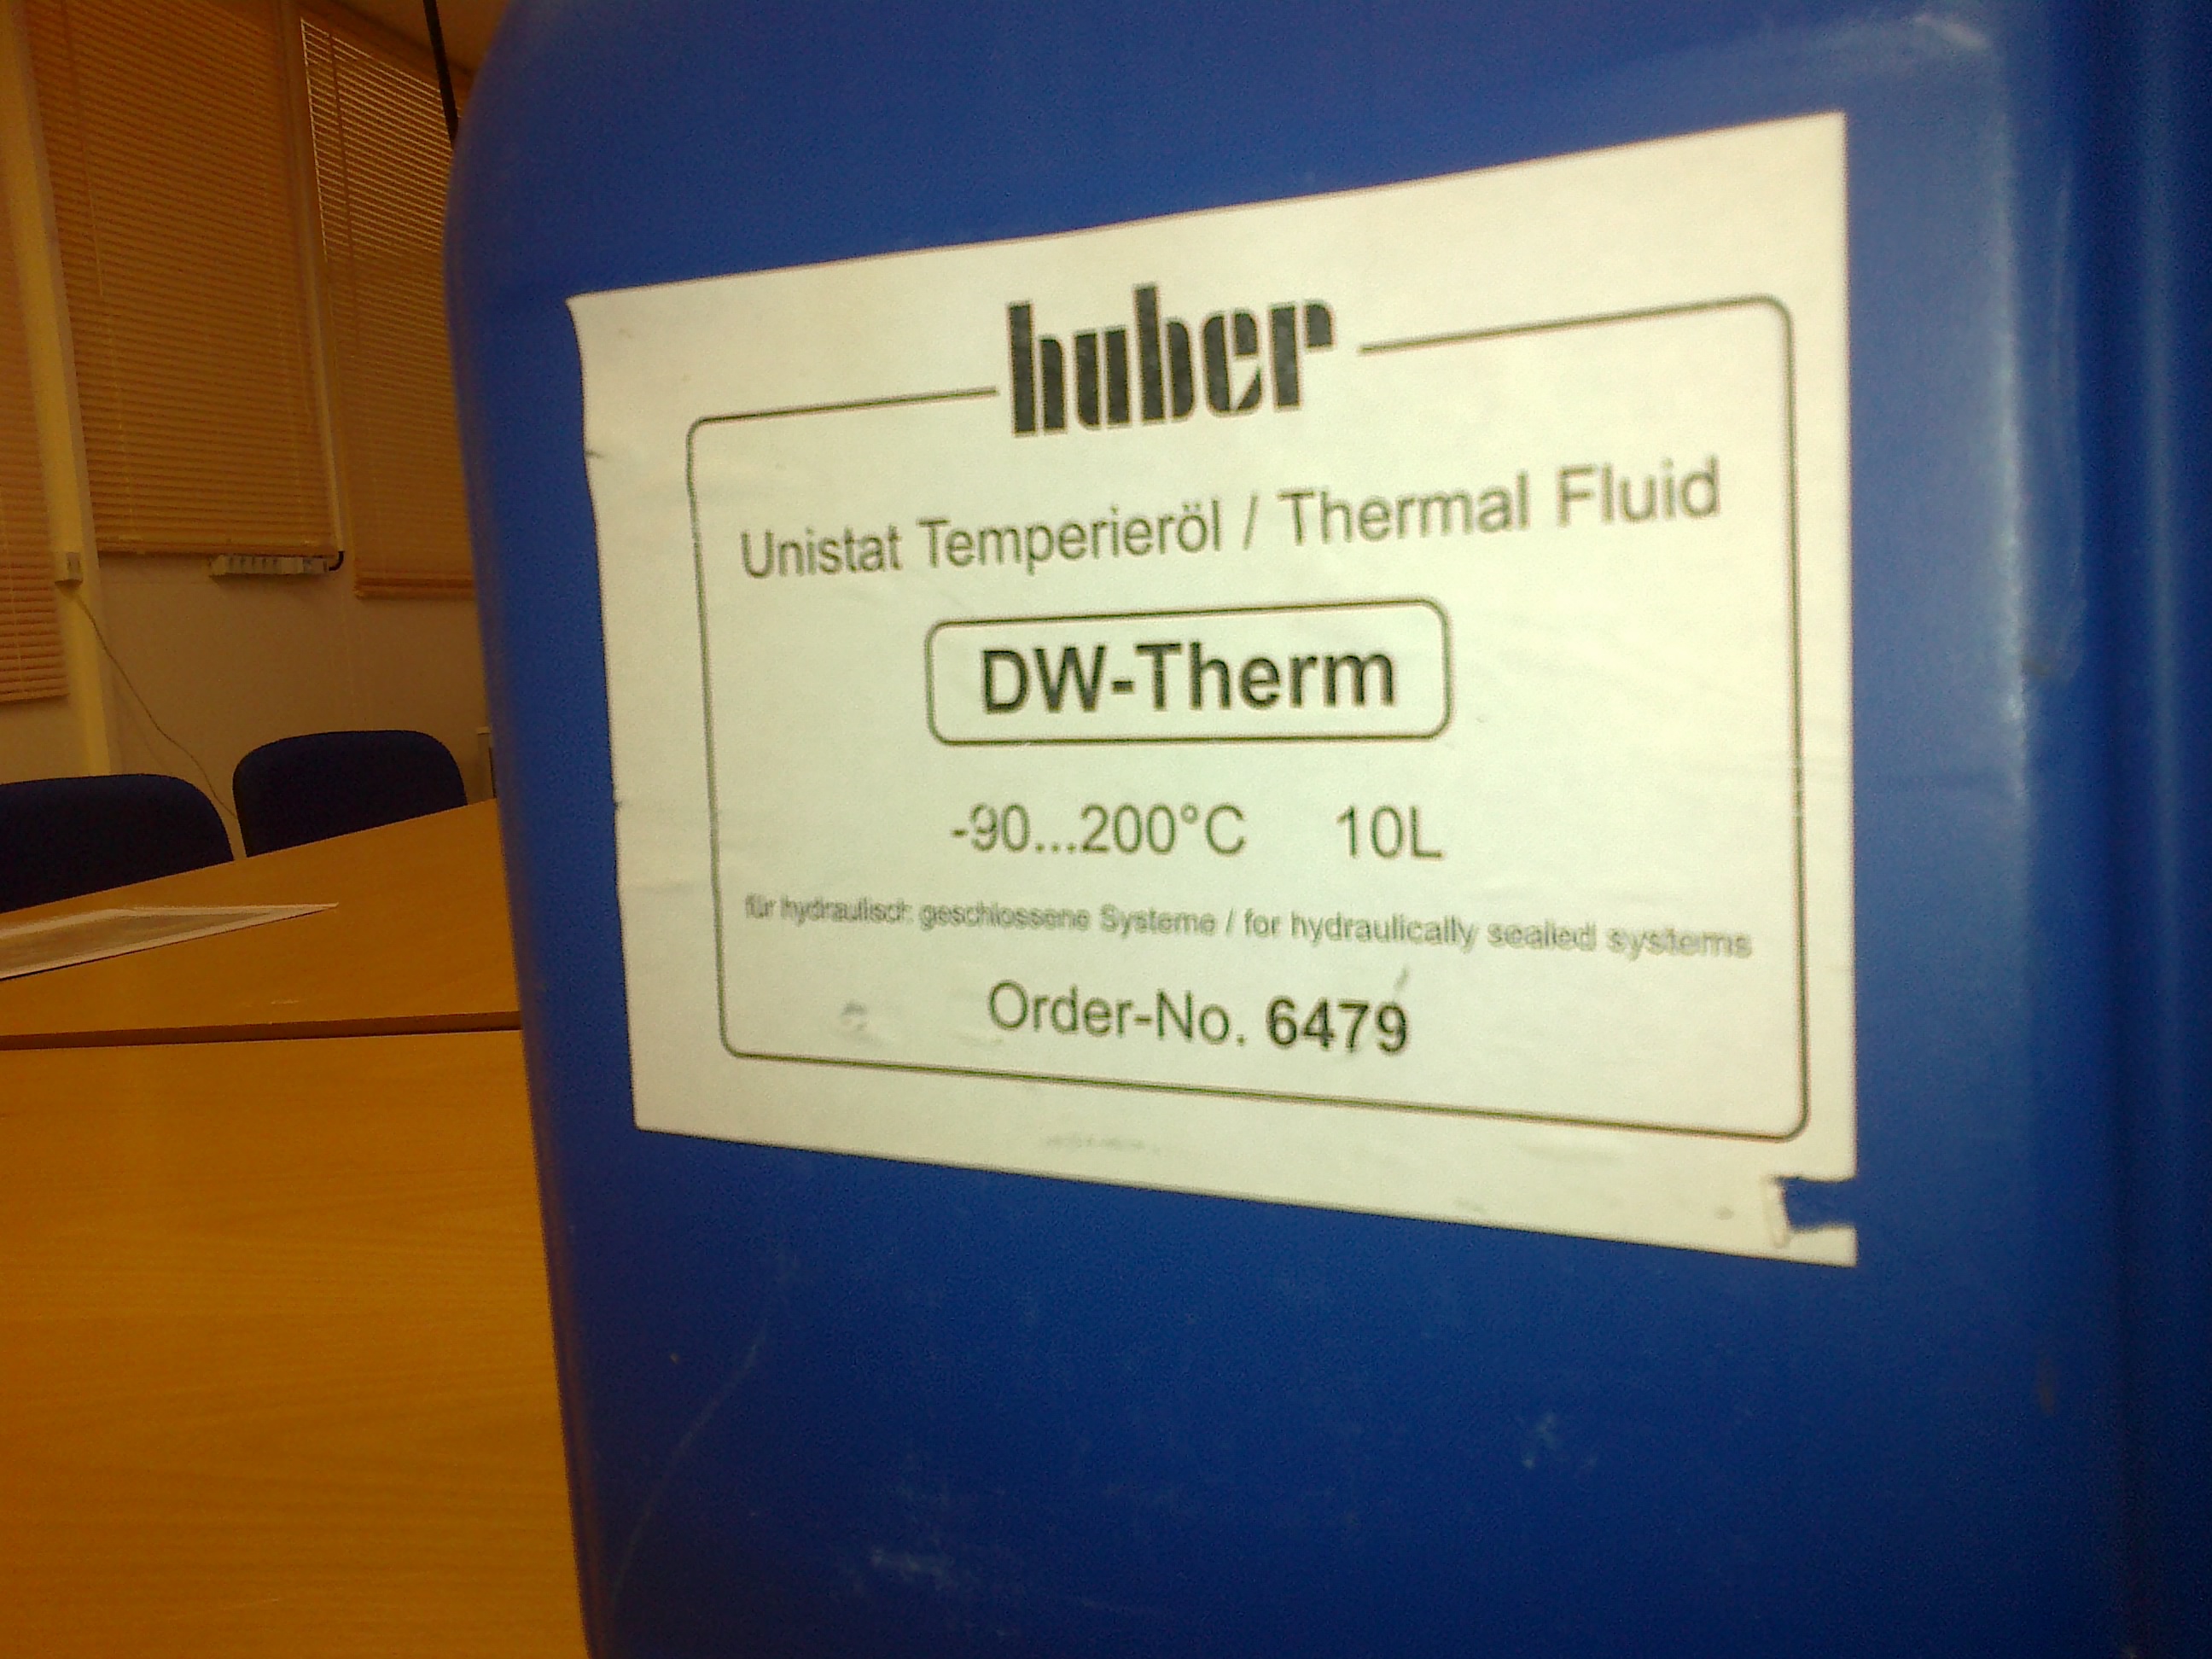 huber
Unistat Temperieröl / Thermal Fluid
DW-Therm
-90...200°C 10L
für hydraulisch geschlossene Systeme / for hydraulically sealed systems
Order-No. 6479